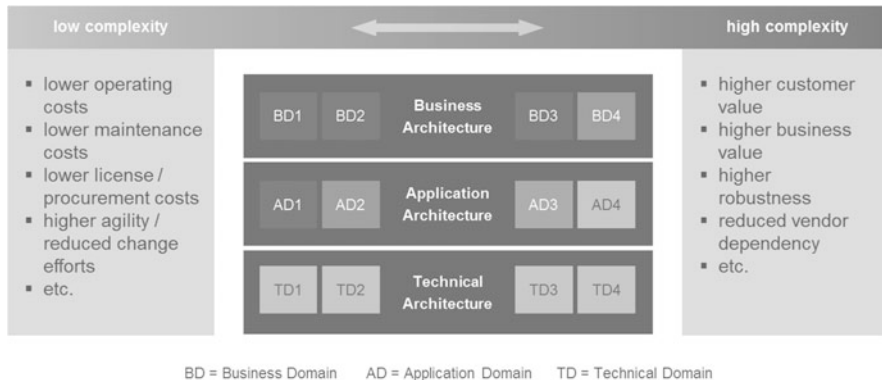 low complexity
high complexity
▪ lower operating
costs
▪ lower maintenance
costs
▪ lower license /
procurement costs
▪ higher agility /
reduced change
efforts
▪ etc.
BD1 BD2 Business BD3 BD4
Architecture
AD1 AD2 Application AD3 AD4
Architecture
TD1 TD2 Technical TD3 TD4
Architecture
▪ higher customer
value
▪ higher business
value
▪ higher
robustness
▪ reduced vendor
dependency
▪ etc.
BD = Business Domain AD = Application Domain TD = Technical Domain